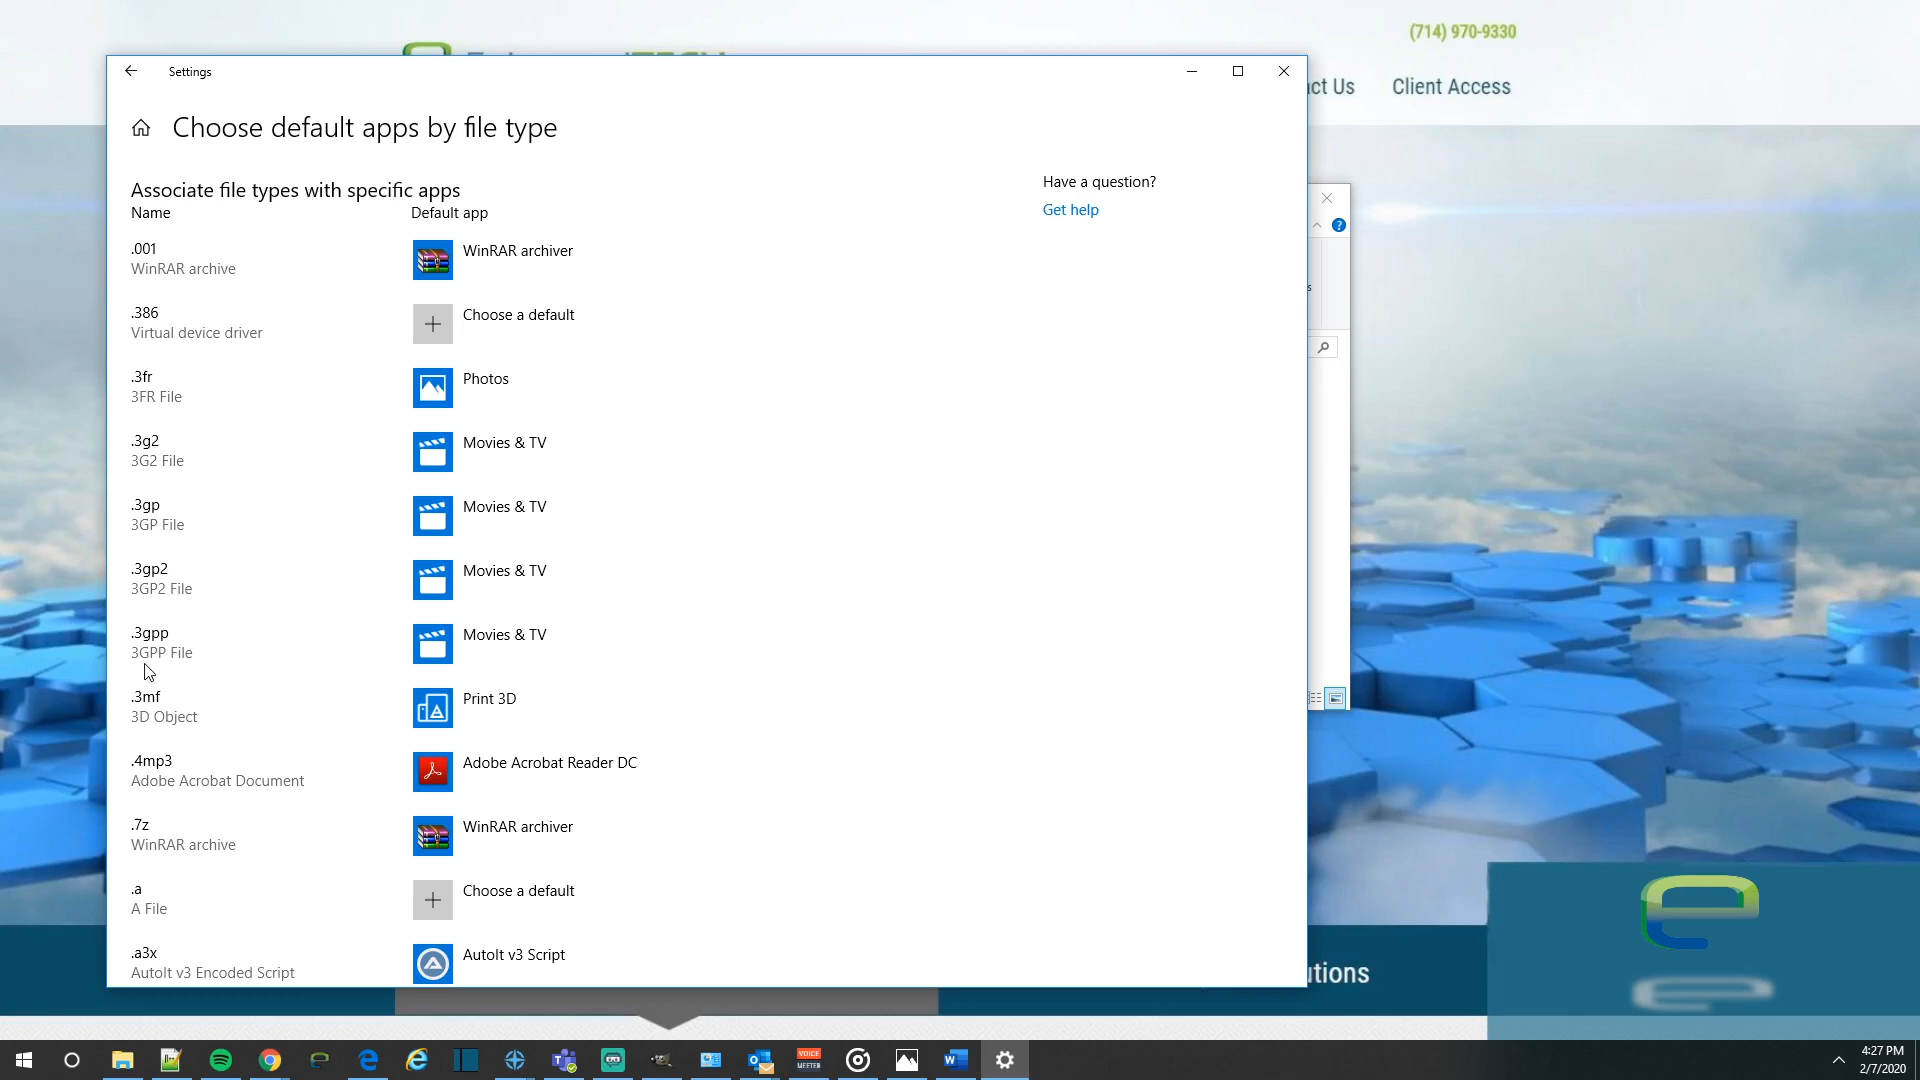 (714) 970-9330
Settings
ct Us
Client Access
Choose default apps by file type
Associate file types with specific apps
Have a question?
Name
Default app
Get help
.001
WinRAR archive
WinRAR archiver
.386
Virtual device driver
Choose a default
.3fr
3FR File
Photos
.3g2
3G2 File
Movies & TV
.3gp
3GP File
Movies & TV
.3gp2
3GP2 File
Movies & TV
.3gpp
3GPP File
Movies & TV
.3mf
3D Object
Print 3D
.4mp3
Adobe Acrobat Document
Adobe Acrobat Reader DC
.7z
WinRAR archive
WinRAR archiver
.a
A File
Choose a default
.a3x
AutoIt v3 Encoded Script
AutoIt v3 Script
utions
VOICE
MEETER
4:27 PM
2/7/2020